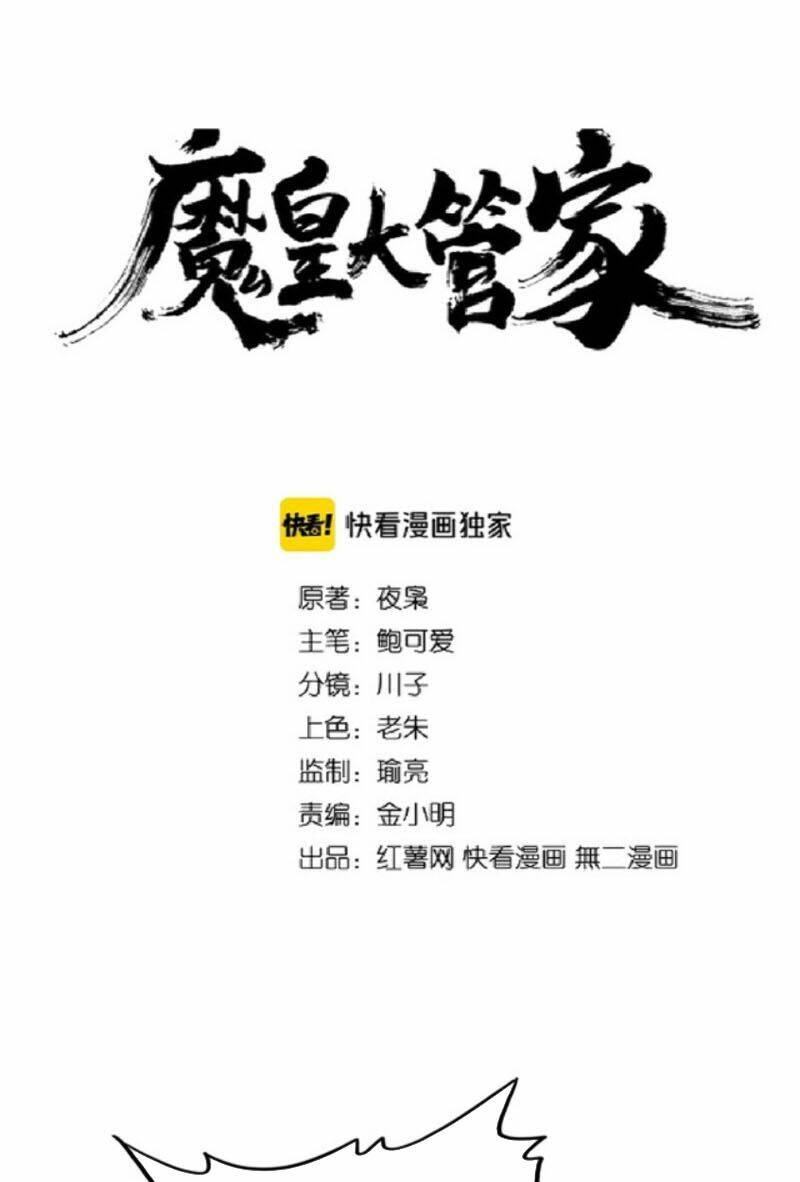 魔皇大管家
快看! 快看漫画独家
原著：夜枭
主笔：鲍可爱
分镜：川子
上色：老朱
监制：瑜亮
责编：金小明
出品：红薯网 快看漫画 無二漫画